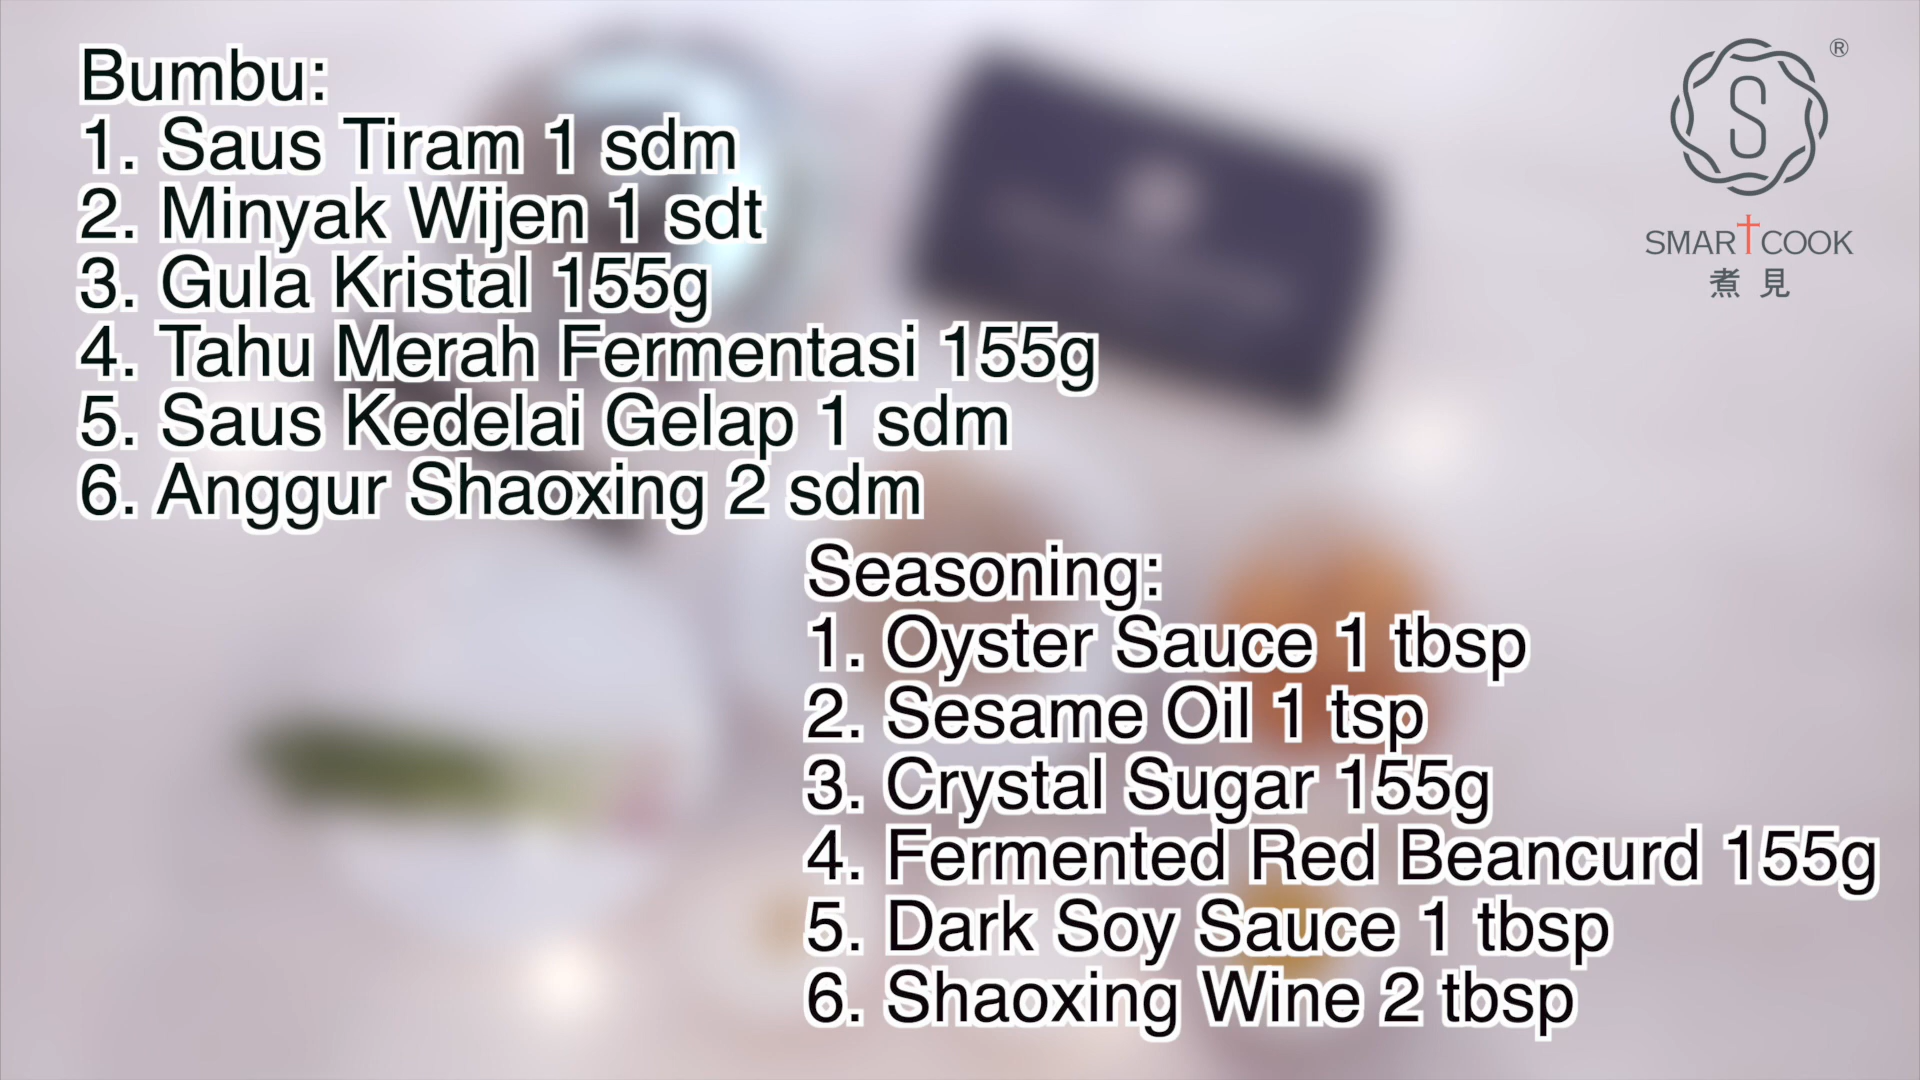 Bumbu:
1. Saus Tiram 1 sdm
2. Minyak Wijen 1 sdt
3. Gula Kristal 155g
4. Tahu Merah Fermentasi 155g
5. Saus Kedelai Gelap 1 sdm
6. Anggur Shaoxing 2 sdm
Seasoning:
1. Oyster Sauce 1 tbsp
2. Sesame Oil 1 tsp
3. Crystal Sugar 155g
4. Fermented Red Beancurd 155g
5. Dark Soy Sauce 1 tbsp
6. Shaoxing Wine 2 tbsp
S ®
SMARTCOOK
煮見